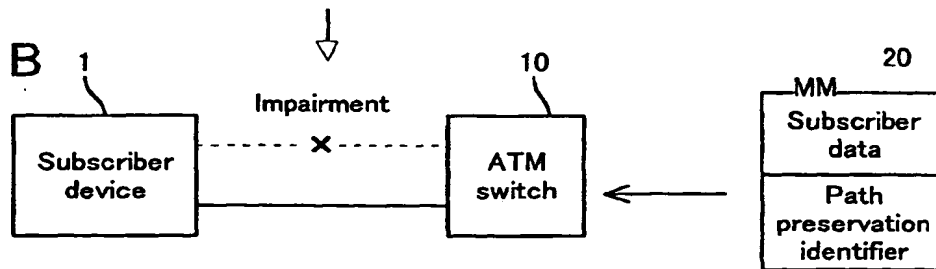 B
1
10
20
Impairment
MM
Subscriber
device
×
ATM
switch
Subscriber
data
Path
preservation
identifier